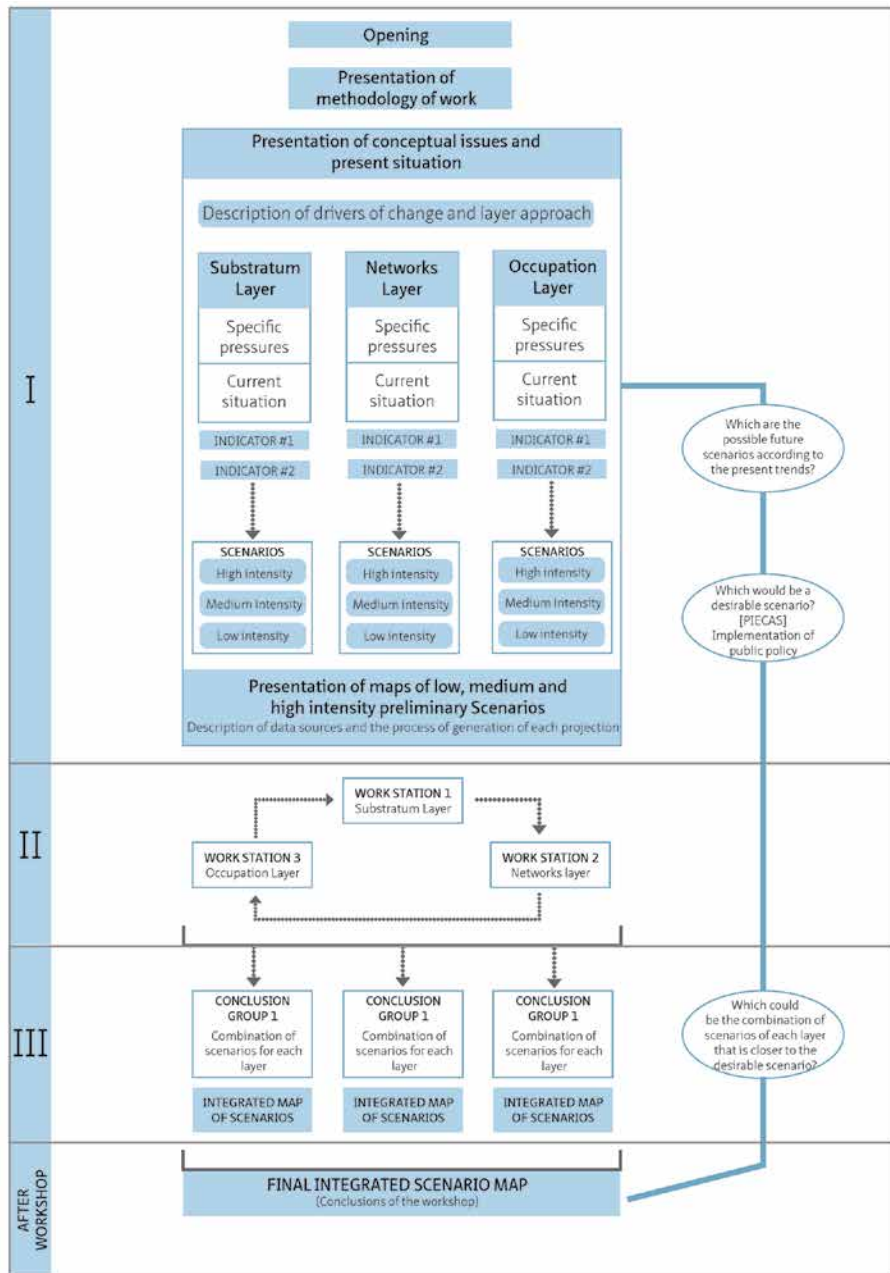 I
Opening
Presentation of
methodology of work
Presentation of conceptual issues and
present situation
Description of drivers of change and layer approach
Substratum
Layer
Specific
pressures
Current
situation
INDICATOR #1
INDICATOR #2
SCENARIOS
High intensity
Medium intensity
Low intensity
Networks
Layer
Specific
pressures
Current
situation
INDICATOR #1
INDICATOR #2
SCENARIOS
High intensity
Medium intensity
Low intensity
Occupation
Layer
Specific
pressures
Current
situation
INDICATOR #1
INDICATOR #2
SCENARIOS
High intensity
Medium intensity
Low intensity
Presentation of maps of low, medium and
high intensity preliminary Scenarios
Description of data sources and the process of generation of each projection
Which are the
possible future
scenarios according to
the present trends?
Which would be a
desirable scenario?
[PIECAS]
Implementation of
public policy
II
WORK STATION 1
Substratum Layer
WORK STATION 3
Occupation Layer
WORK STATION 2
Networks layer
III
CONCLUSION
GROUP 1
Combination of
scenarios for each
layer
INTEGRATED MAP
OF SCENARIOS
CONCLUSION
GROUP 1
Combination of
scenarios for each
layer
INTEGRATED MAP
OF SCENARIOS
CONCLUSION
GROUP 1
Combination of
scenarios for each
layer
INTEGRATED MAP
OF SCENARIOS
Which could
be the combination of
scenarios of each layer
that is closer to the
desirable scenario?
AFTER
WORKSHOP
FINAL INTEGRATED SCENARIO MAP
(Conclusions of the workshop)